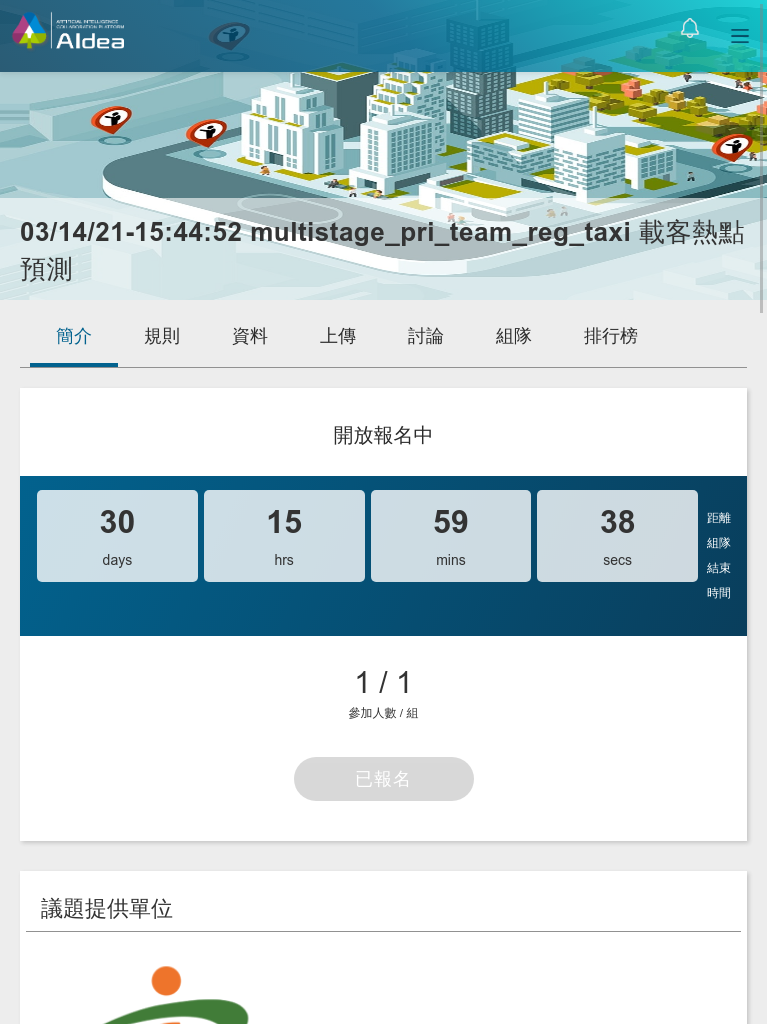 ARTIFICIAL INTELLIGENCE
COLLABORATION PLATFORM
AIdea
03/14/21-15:44:52 multistage_pri_team_reg_taxi 載客熱點
預測
簡介 規則 資料 上傳 討論 組隊 排行榜
開放報名中
30 15 59 38
days hrs mins secs
距離
組隊
結束
時間
1 / 1
參加人數 / 組
已報名
議題提供單位